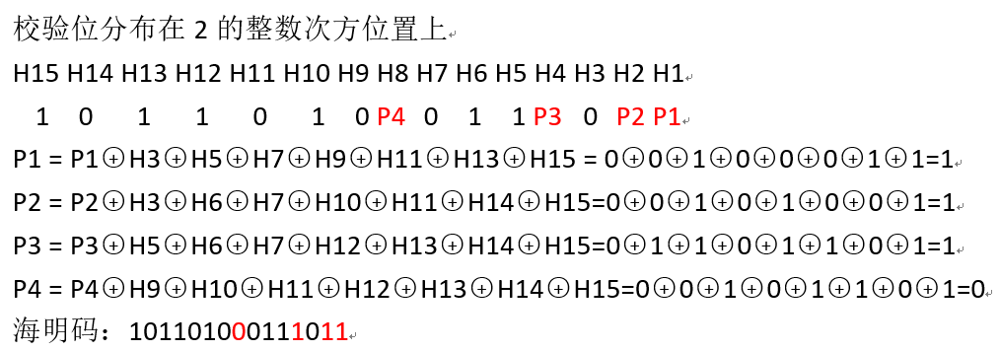 校验位分布在 2 的整数次方位置上
H15 H14 H13 H12 H11 H10 H9 H8 H7 H6 H5 H4 H3 H2 H1
1 0 1 1 0 1 0 P4 0 1 1 P3 0 P2 P1
P1 = P1⊕H3⊕H5⊕H7⊕H9⊕H11⊕H13⊕H15 = 0⊕0⊕1⊕0⊕0⊕0⊕1⊕1=1
P2 = P2⊕H3⊕H6⊕H7⊕H10⊕H11⊕H14⊕H15=0⊕0⊕1⊕0⊕1⊕0⊕0⊕1=1
P3 = P3⊕H5⊕H6⊕H7⊕H12⊕H13⊕H14⊕H15=0⊕1⊕1⊕0⊕1⊕1⊕0⊕1=1
P4 = P4⊕H9⊕H10⊕H11⊕H12⊕H13⊕H14⊕H15=0⊕0⊕1⊕0⊕1⊕1⊕0⊕1=0
海明码：101101000111011